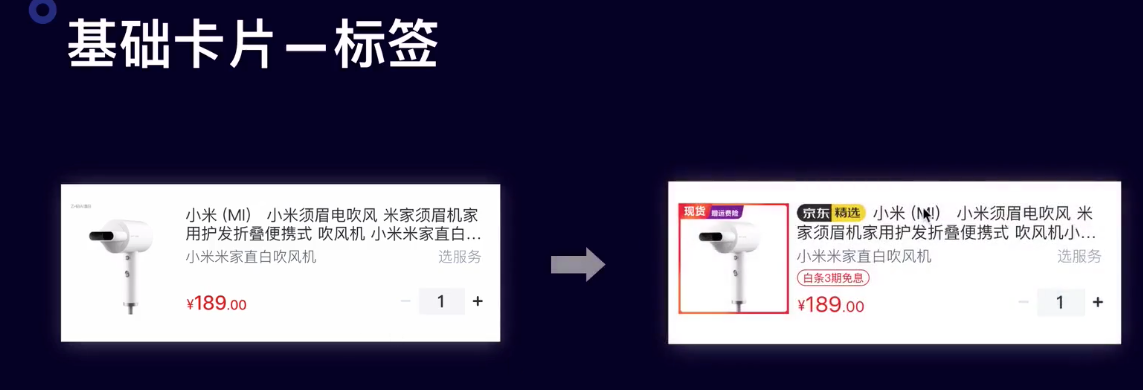 基础卡片—标签
小米 (MI) 小米须眉电吹风 米家须眉机家
用护发折叠便携式 吹风机 小米米家直白...
小米米家直白吹风机 选服务
¥189.00 − 1 +
现货 赠运费险
京东 精选 小米 (MI) 小米须眉电吹风 米
家须眉机家用护发折叠便携式 吹风机小...
小米米家直白吹风机 选服务
白条3期免息
¥189.00 − 1 +